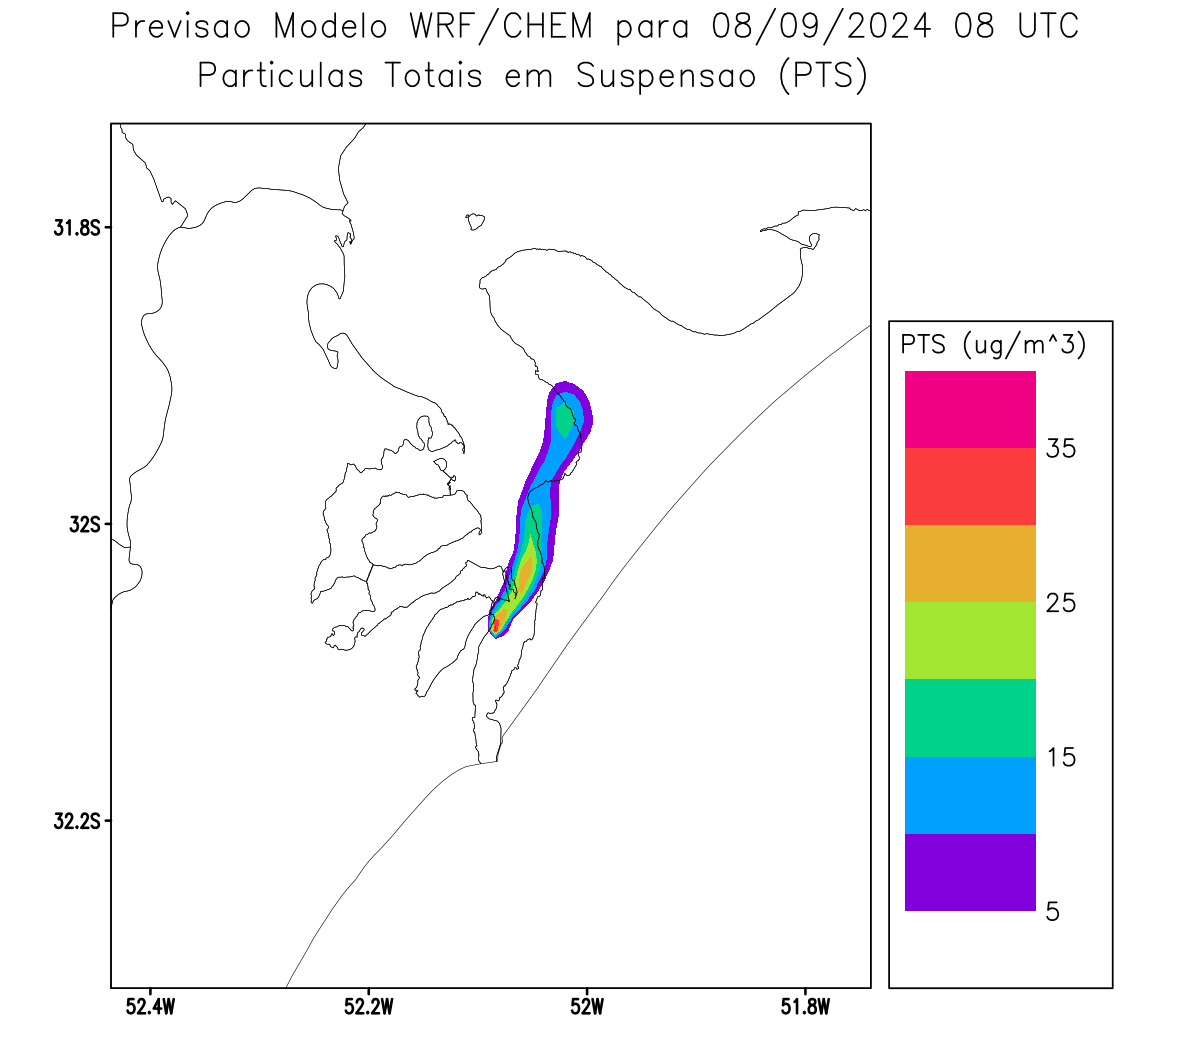 Previsao Modelo WRF/CHEM para 08/09/2024 08 UTC
Particulas Totais em Suspensao (PTS)
31.8S
32S
32.2S
52.4W
52.2W
52W
51.8W
PTS (ug/m^3)
35
25
15
5